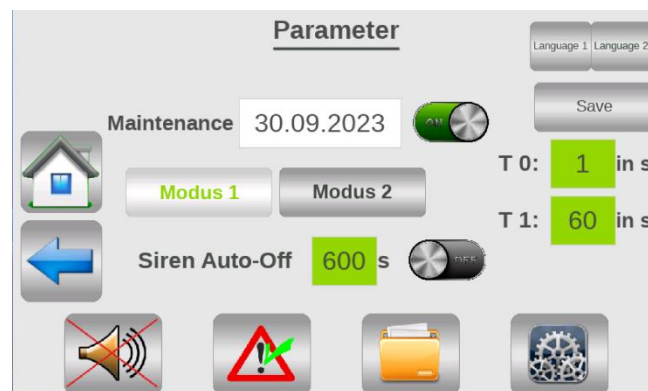 Parameter
Language 1 Language 2
Save
Maintenance 30.09.2023 ON
T 0: 1 in s
Modus 1 Modus 2
T 1: 60 in s
Siren Auto-Off 600 s OFF